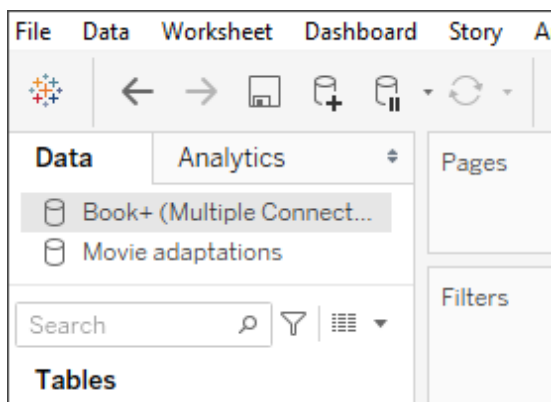 File Data Worksheet Dashboard Story A
Data Analytics
Pages
Book+ (Multiple Connect...
Movie adaptations
Filters
Search
Tables